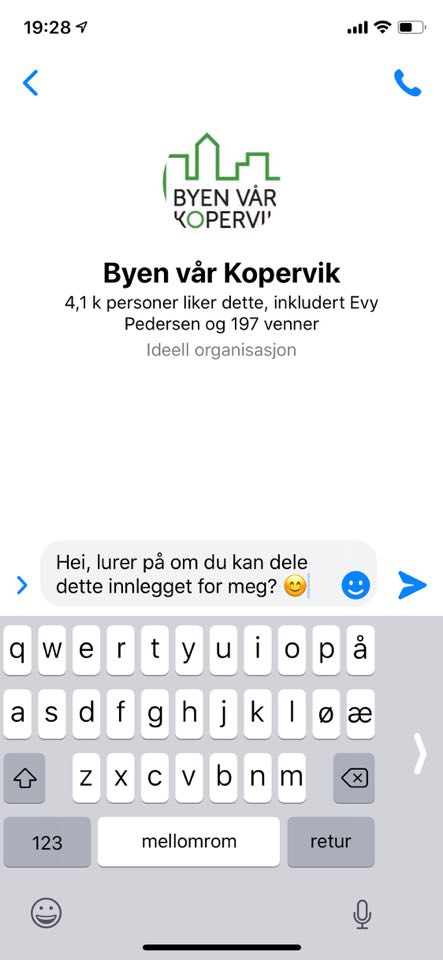 19:28
BYEN VÅR
KOPERVIK
Byen vår Kopervik
4,1 k personer liker dette, inkludert Evy
Pedersen og 197 venner
Ideell organisasjon
Hei, lurer på om du kan dele
dette innlegget for meg? 😊
q w e r t y u i o p å
a s d f g h j k l ø æ
z x c v b n m
123 mellomrom retur